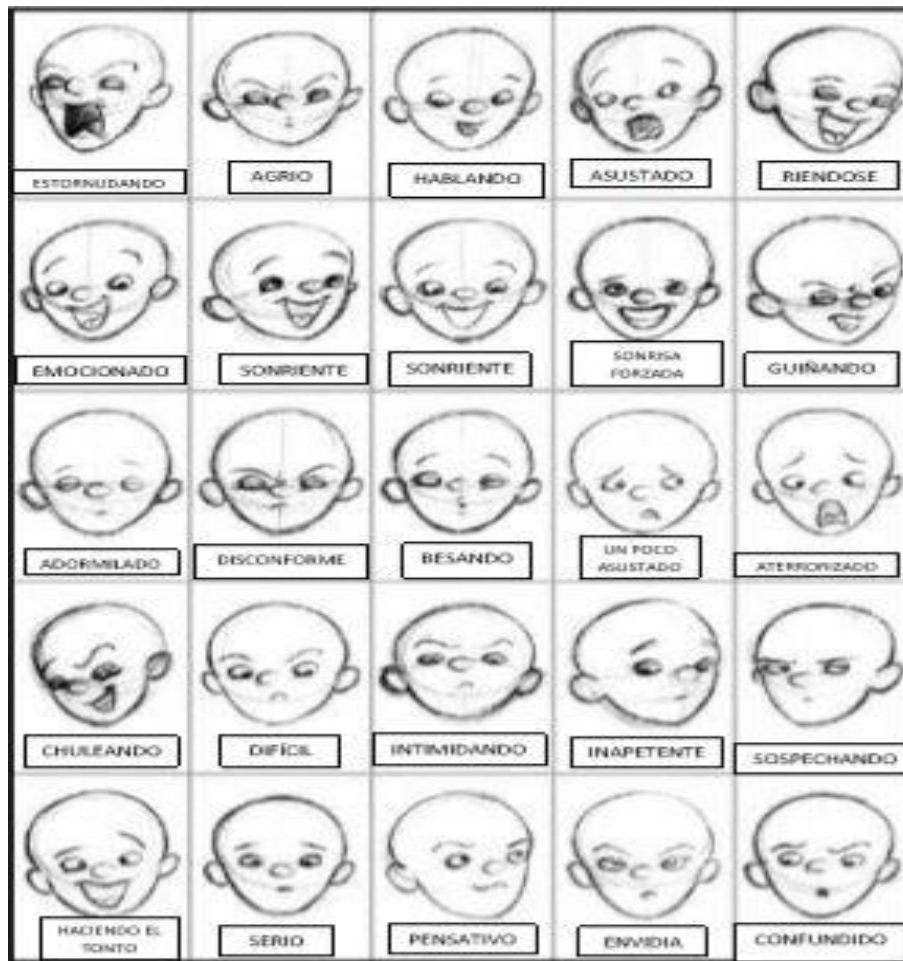 ESTORNUDANDO
AGRIO
HABLANDO
ASUSTADO
RIENDOSE
EMOCIONADO
SONRIENTE
SONRIENTE
SONRISA
FORZADA
GUIÑANDO
ADORMILADO
DISCONFORME
BESANDO
UN POCO
ASUSTADO
ATERRORIZADO
CHULEANDO
DIFÍCIL
INTIMIDANDO
INAPETENTE
SOSPECHANDO
HACIENDO EL
TONTO
SERIO
PENSATIVO
ENVIDIA
CONFUNDIDO